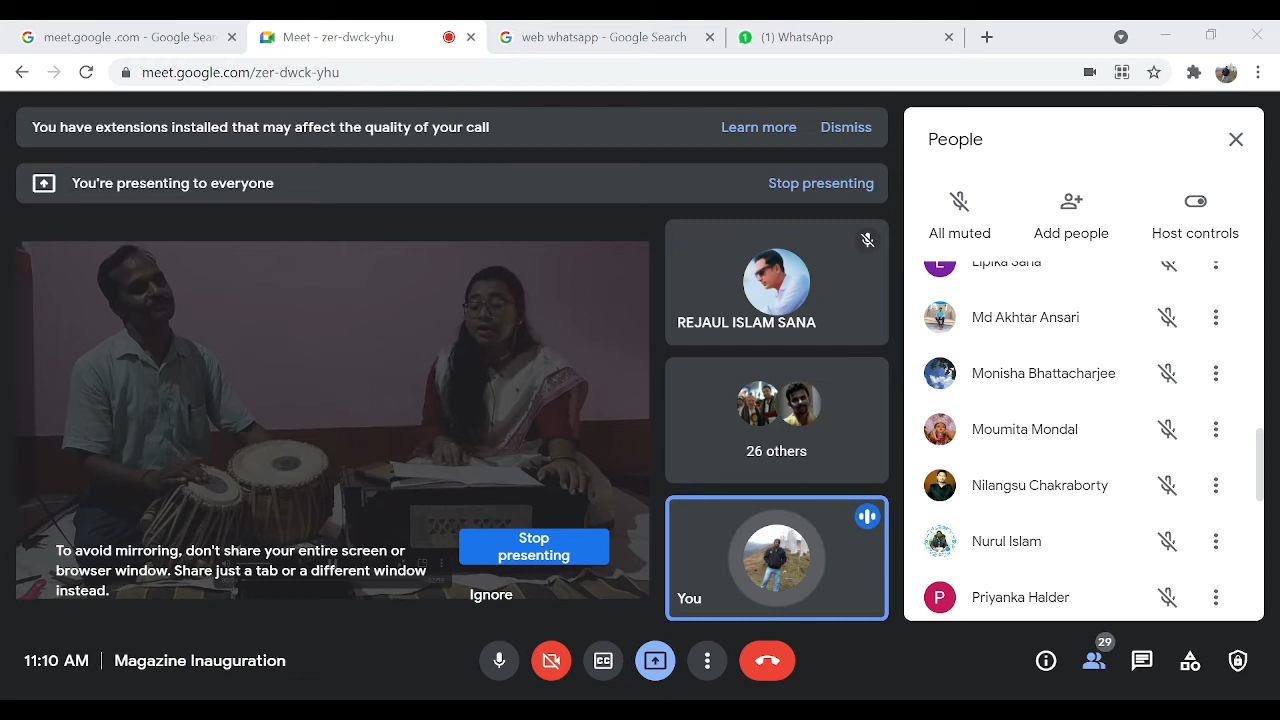 meet.google .com - Google Sear
Meet - zer-dwck-yhu
web whatsapp - Google Search
(1) WhatsApp
meet.google.com/zer-dwck-yhu
You have extensions installed that may affect the quality of your call
Learn more
Dismiss
You're presenting to everyone
Stop presenting
REJAUL ISLAM SANA
26 others
You
To avoid mirroring, don't share your entire screen or
browser window. Share just a tab or a different window
instead.
Stop
presenting
Ignore
People
All muted
Add people
Host controls
Lipika Sana
Md Akhtar Ansari
Monisha Bhattacharjee
Moumita Mondal
Nilangsu Chakraborty
Nurul Islam
P
Priyanka Halder
11:10 AM
Magazine Inauguration
29